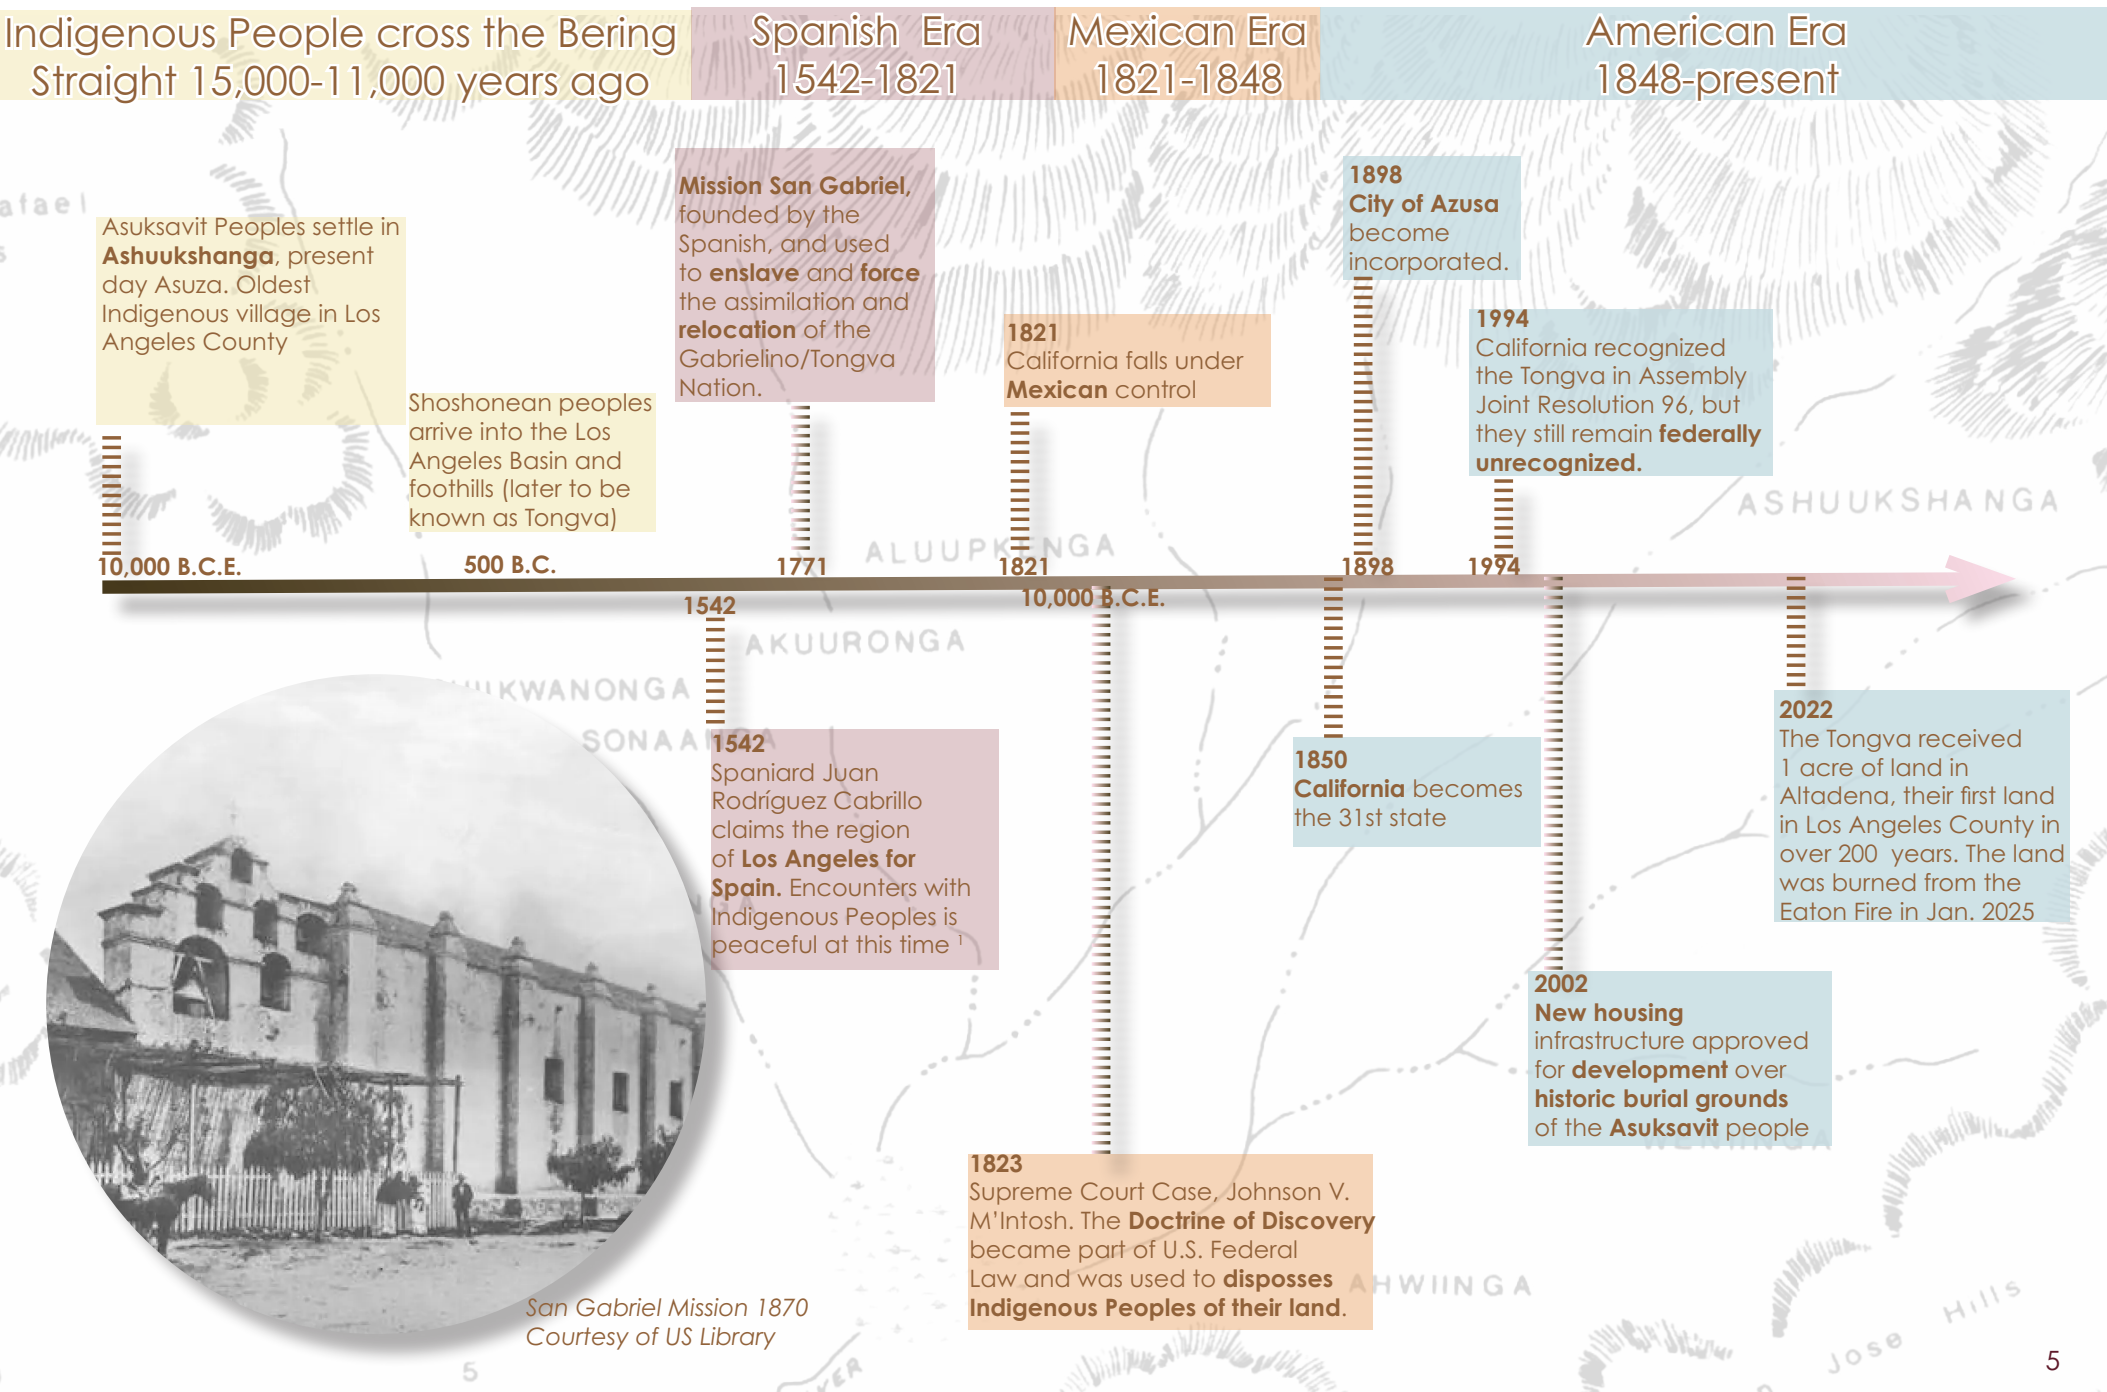 Indigenous People cross the Bering
Straight 15,000-11,000 years ago
Spanish Era
1542-1821
Mexican Era
1821-1848
American Era
1848-present
Asuksavit Peoples settle in
Ashuukshanga, present
day Asuza. Oldest
Indigenous village in Los
Angeles County
Shoshonean peoples
arrive into the Los
Angeles Basin and
foothills (later to be
known as Tongva)
Mission San Gabriel,
founded by the
Spanish, and used
to enslave and force
the assimilation and
relocation of the
Gabrielino/Tongva
Nation.
1821
California falls under
Mexican control
1898
City of Azusa
become
incorporated.
1994
California recognized
the Tongva in Assembly
Joint Resolution 96, but
they still remain federally
unrecognized.
ASHUUKSHANGA
ALUUPKENGA
10,000 B.C.E.
500 B.C.
1771
1821
1898
1994
1542
10,000 B.C.E.
AKUURONGA
SONAANGA
1542
Spaniard Juan
Rodríguez Cabrillo
claims the region
of Los Angeles for
Spain. Encounters with
Indigenous Peoples is
peaceful at this time 1
1850
California becomes
the 31st state
2022
The Tongva received
1 acre of land in
Altadena, their first land
in Los Angeles County in
over 200 years. The land
was burned from the
Eaton Fire in Jan. 2025
2002
New housing
infrastructure approved
for development over
historic burial grounds
of the Asuksavit people
1823
Supreme Court Case, Johnson V.
M'Intosh. The Doctrine of Discovery
became part of U.S. Federal
Law and was used to disposses
Indigenous Peoples of their land.
AHWIINGA
San Gabriel Mission 1870
Courtesy of US Library
Jose Hills
5
5